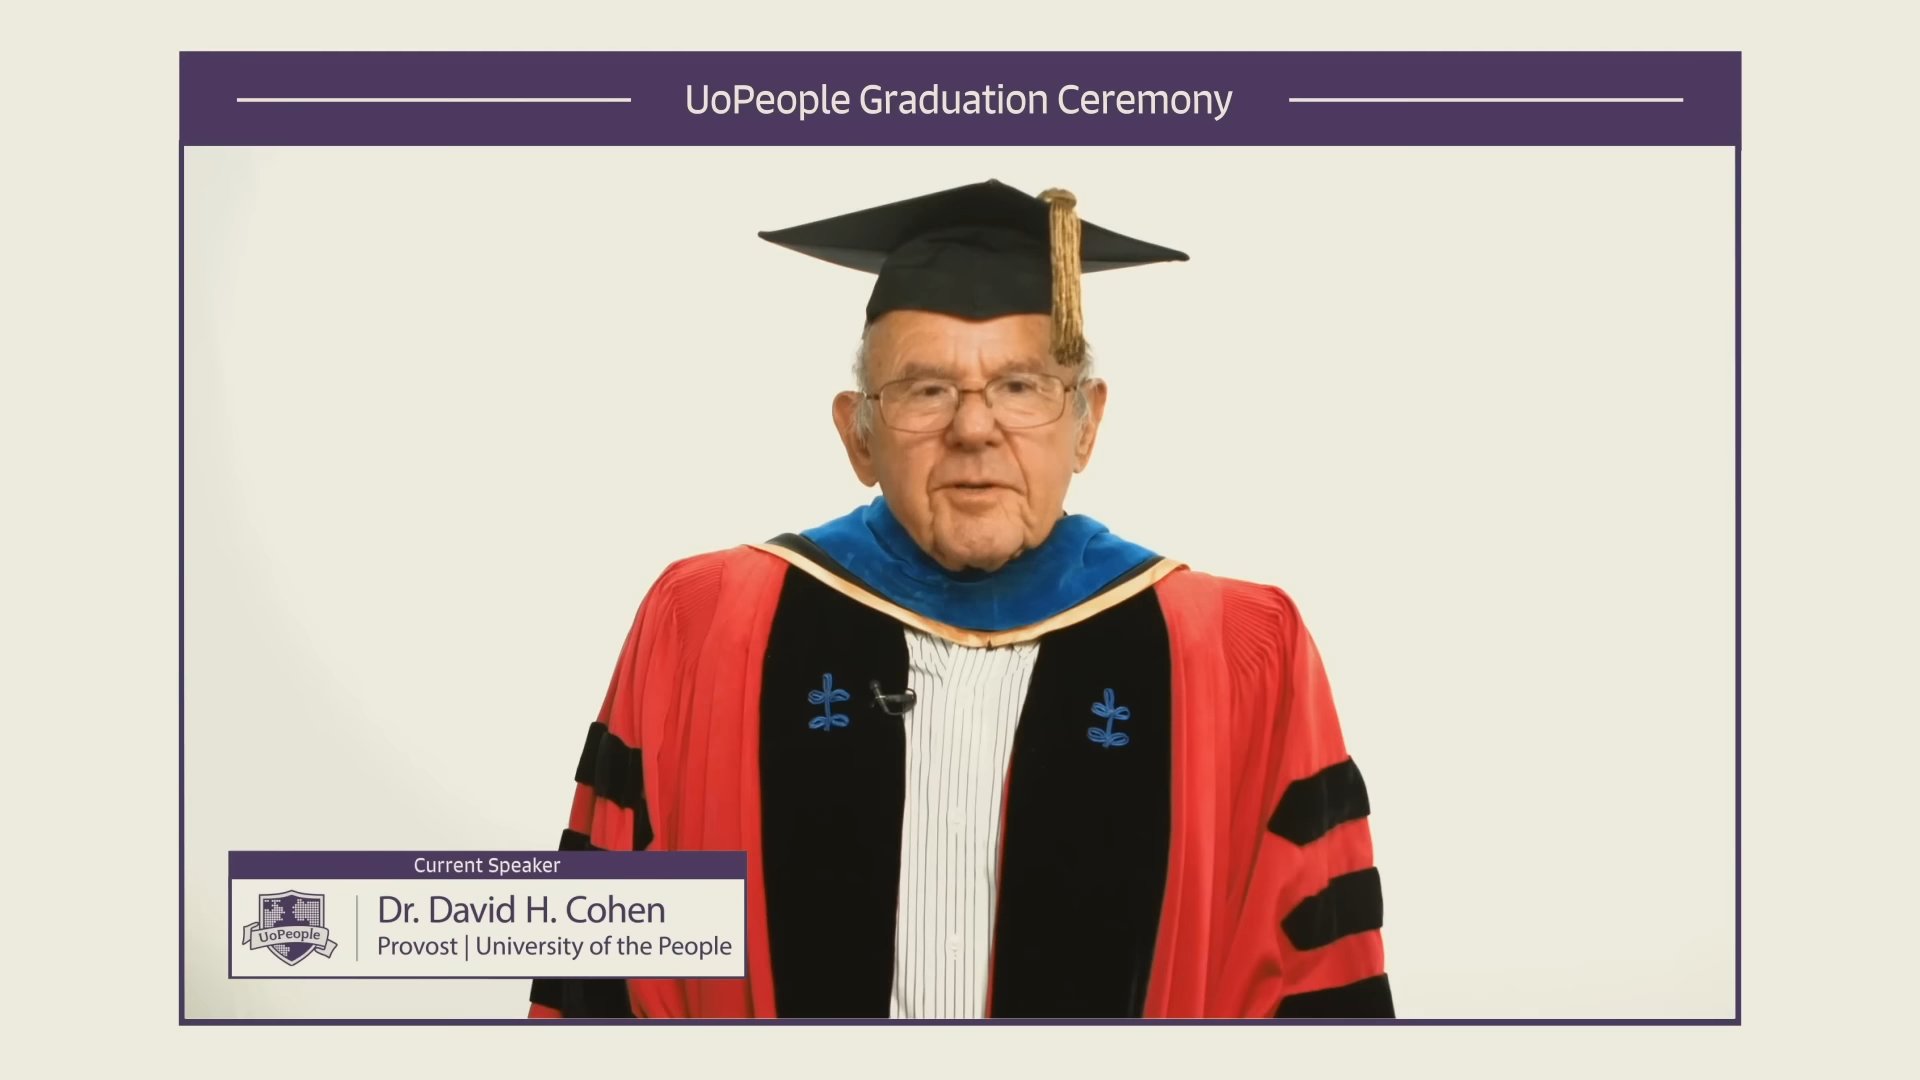 UoPeople Graduation Ceremony
Current Speaker
UoPeople
Dr. David H. Cohen
Provost | University of the People